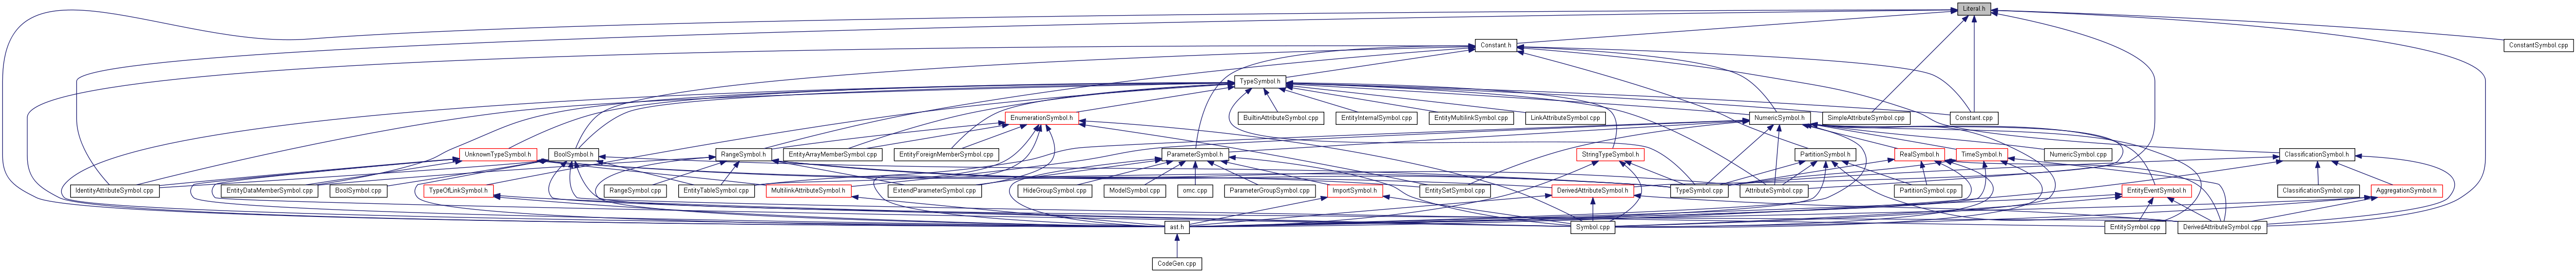 Literal.h
Constant.h
ConstantSymbol.cpp
TypeSymbol.h
EnumerationSymbol.h
BuiltinAttributeSymbol.cpp
EntityInternalSymbol.cpp
EntityMultilinkSymbol.cpp
LinkAttributeSymbol.cpp
NumericSymbol.h
SimpleAttributeSymbol.cpp
Constant.cpp
UnknownTypeSymbol.h
BoolSymbol.h
RangeSymbol.h
EntityArrayMemberSymbol.cpp
EntityForeignMemberSymbol.cpp
ParameterSymbol.h
StringTypeSymbol.h
PartitionSymbol.h
RealSymbol.h
TimeSymbol.h
NumericSymbol.cpp
ClassificationSymbol.h
IdentityAttributeSymbol.cpp
EntityDataMemberSymbol.cpp
BoolSymbol.cpp
TypeOfLinkSymbol.h
RangeSymbol.cpp
EntityTableSymbol.cpp
MultilinkAttributeSymbol.h
ExtendParameterSymbol.cpp
HideGroupSymbol.cpp
ModelSymbol.cpp
omc.cpp
ParameterGroupSymbol.cpp
ImportSymbol.h
EntitySetSymbol.cpp
DerivedAttributeSymbol.h
TypeSymbol.cpp
AttributeSymbol.cpp
PartitionSymbol.cpp
EntityEventSymbol.h
ClassificationSymbol.cpp
AggregationSymbol.h
ast.h
Symbol.cpp
EntitySymbol.cpp
DerivedAttributeSymbol.cpp
CodeGen.cpp